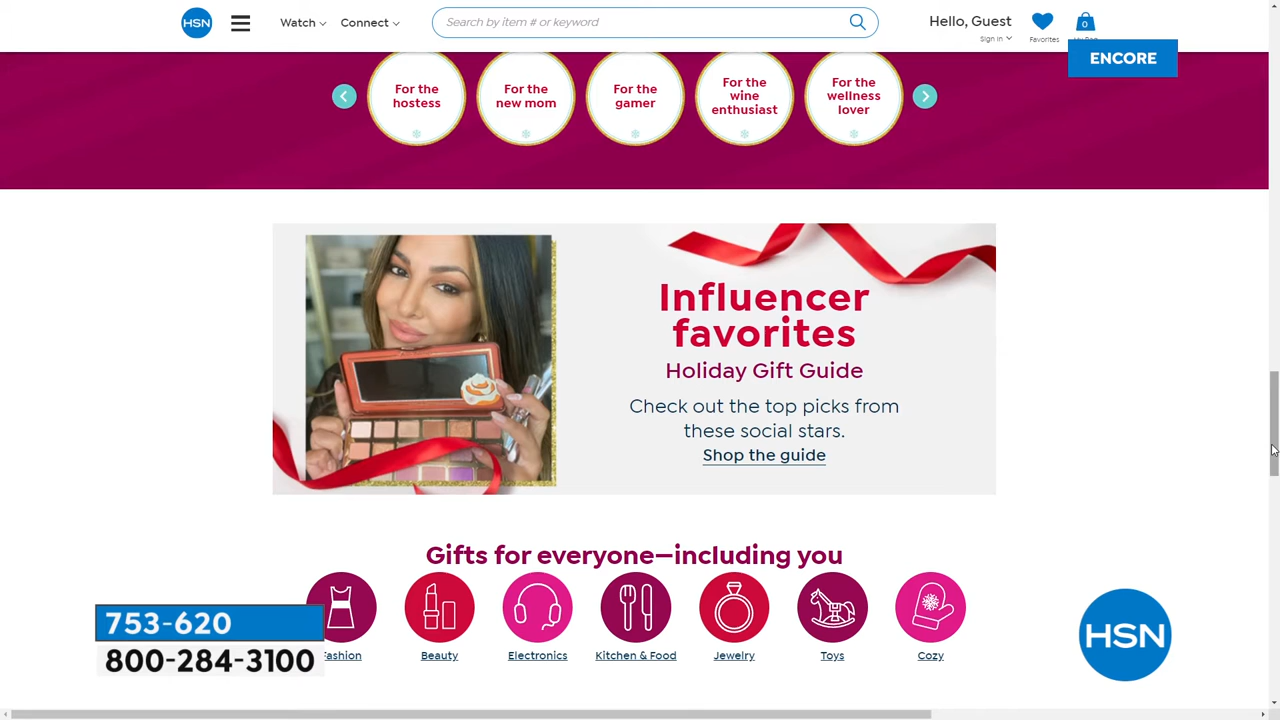 HSN
Watch
Connect
Search by item # or keyword
Hello, Guest
Sign In
Favorites
0
ENCORE
For the
hostess
For the
new mom
For the
gamer
For the
wine
enthusiast
For the
wellness
lover
Influencer
favorites
Holiday Gift Guide
Check out the top picks from
these social stars.
Shop the guide
Gifts for everyone—including you
Fashion
Beauty
Electronics
Kitchen & Food
Jewelry
Toys
Cozy
753-620
800-284-3100
HSN